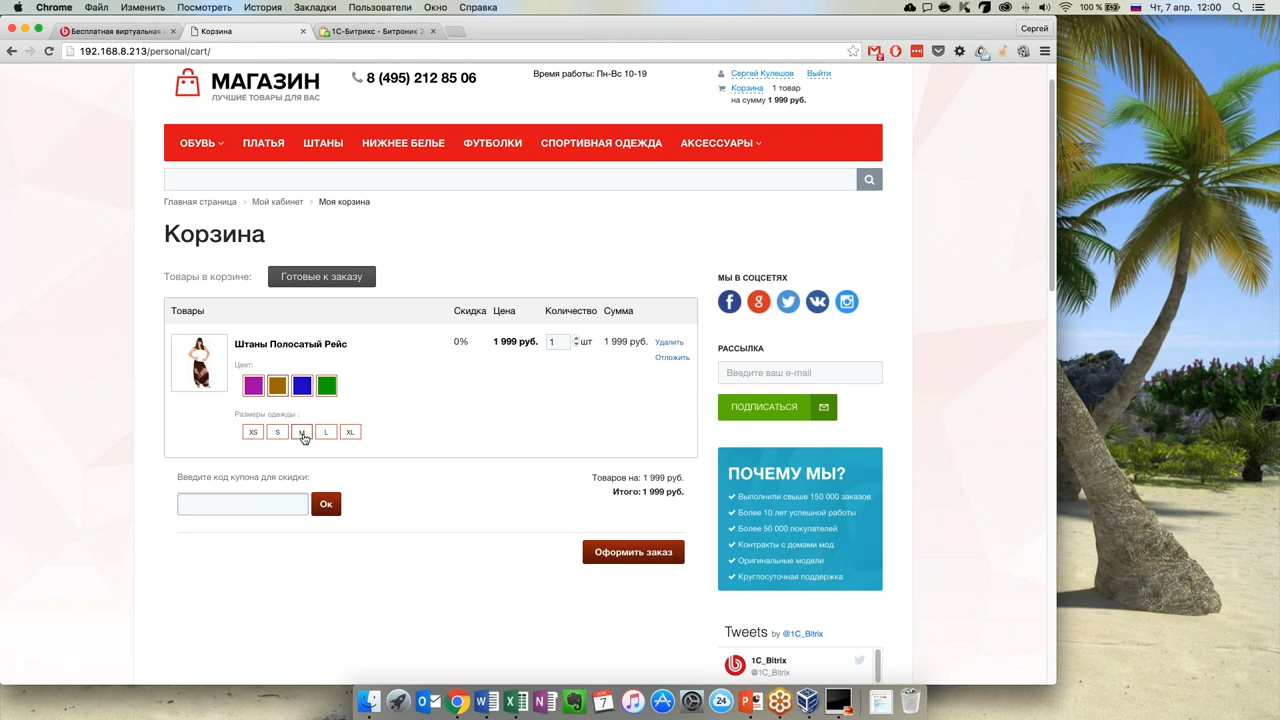 Chrome Файл Изменить Посмотреть История Закладки Пользователи Окно Справка 100 % Чт, 7 апр. 12:00
Бесплатная виртуальная Корзина 1С-Битрикс - Битроник 2 Сергей
192.168.8.213/personal/cart/
МАГАЗИН
ЛУЧШИЕ ТОВАРЫ ДЛЯ ВАС
8 (495) 212 85 06
Время работы: Пн-Вс 10-19
Сергей Кулешов Выйти
Корзина 1 товар
на сумму 1 999 руб.
ОБУВЬ ПЛАТЬЯ ШТАНЫ НИЖНЕЕ БЕЛЬЕ ФУТБОЛКИ СПОРТИВНАЯ ОДЕЖДА АКСЕССУАРЫ
Главная страница Мой кабинет Моя корзина
Корзина
Товары в корзине: Готовые к заказу
Товары Скидка Цена Количество Сумма
Штаны Полосатый Рейс 0% 1 999 руб. 1 шт 1 999 руб. Удалить
Отложить
Цвет:
Размеры одежды :
XS S M L XL
Введите код купона для скидки:
Ок
Товаров на: 1 999 руб.
Итого: 1 999 руб.
Оформить заказ
МЫ В СОЦСЕТЯХ
РАССЫЛКА
Введите ваш e-mail
ПОДПИСАТЬСЯ
ПОЧЕМУ МЫ?
Выполнили свыше 150 000 заказов
Более 10 лет успешной работы
Более 50 000 покупателей
Контракты с домами мод
Оригинальные модели
Круглосуточная поддержка
Tweets by @1C_Bitrix
1C_Bitrix
@1C_Bitrix